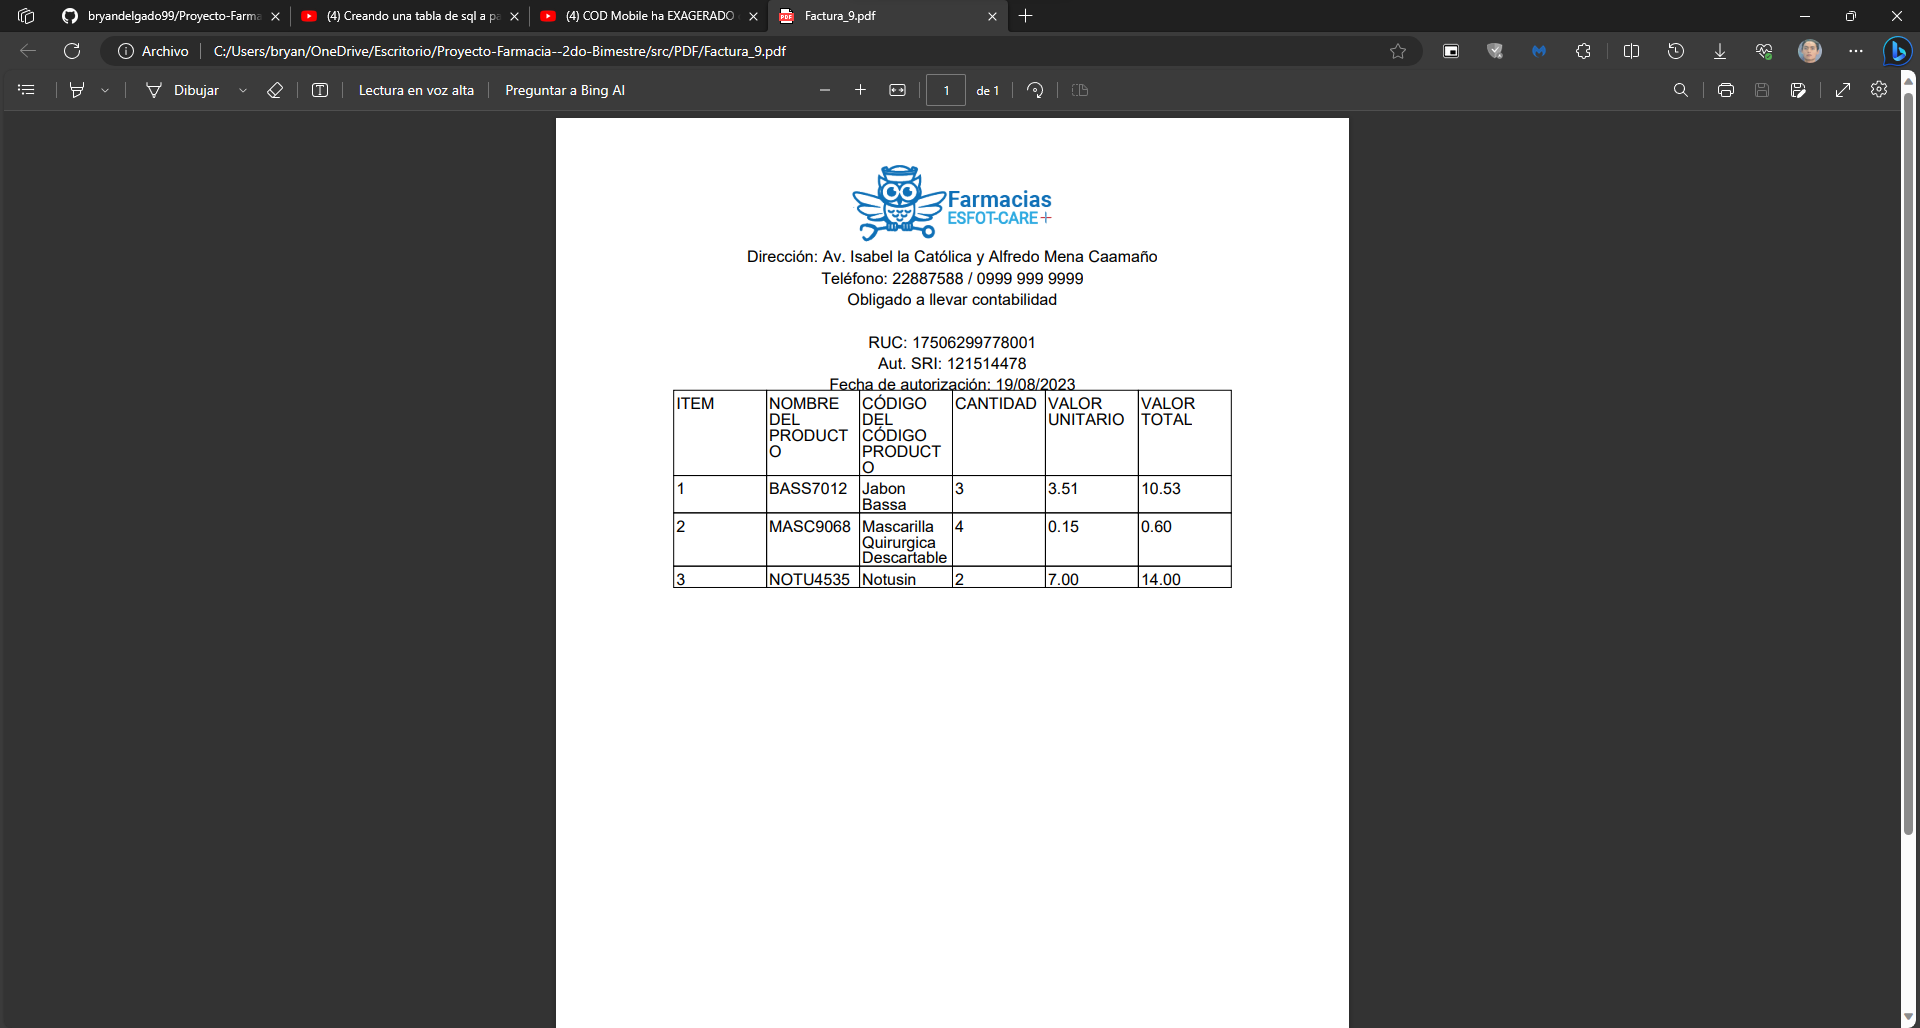 bryandelgado99/Proyecto-Farma
(4) Creando una tabla de sql a pa
(4) COD Mobile ha EXAGERADO
Factura_9.pdf
Archivo
C:/Users/bryan/OneDrive/Escritorio/Proyecto-Farmacia--2do-Bimestre/src/PDF/Factura_9.pdf
Dibujar
Lectura en voz alta
Preguntar a Bing AI
1
de 1
Farmacias
ESFOT-CARE+
Dirección: Av. Isabel la Católica y Alfredo Mena Caamaño
Teléfono: 22887588 / 0999 999 9999
Obligado a llevar contabilidad
RUC: 17506299778001
Aut. SRI: 121514478
Fecha de autorización: 19/08/2023
ITEM
NOMBRE
DEL
PRODUCT
O
CÓDIGO
DEL
CÓDIGO
PRODUCT
O
CANTIDAD
VALOR
UNITARIO
VALOR
TOTAL
1
BASS7012
Jabon
Bassa
3
3.51
10.53
2
MASC9068
Mascarilla
Quirurgica
Descartable
4
0.15
0.60
3
NOTU4535
Notusin
2
7.00
14.00